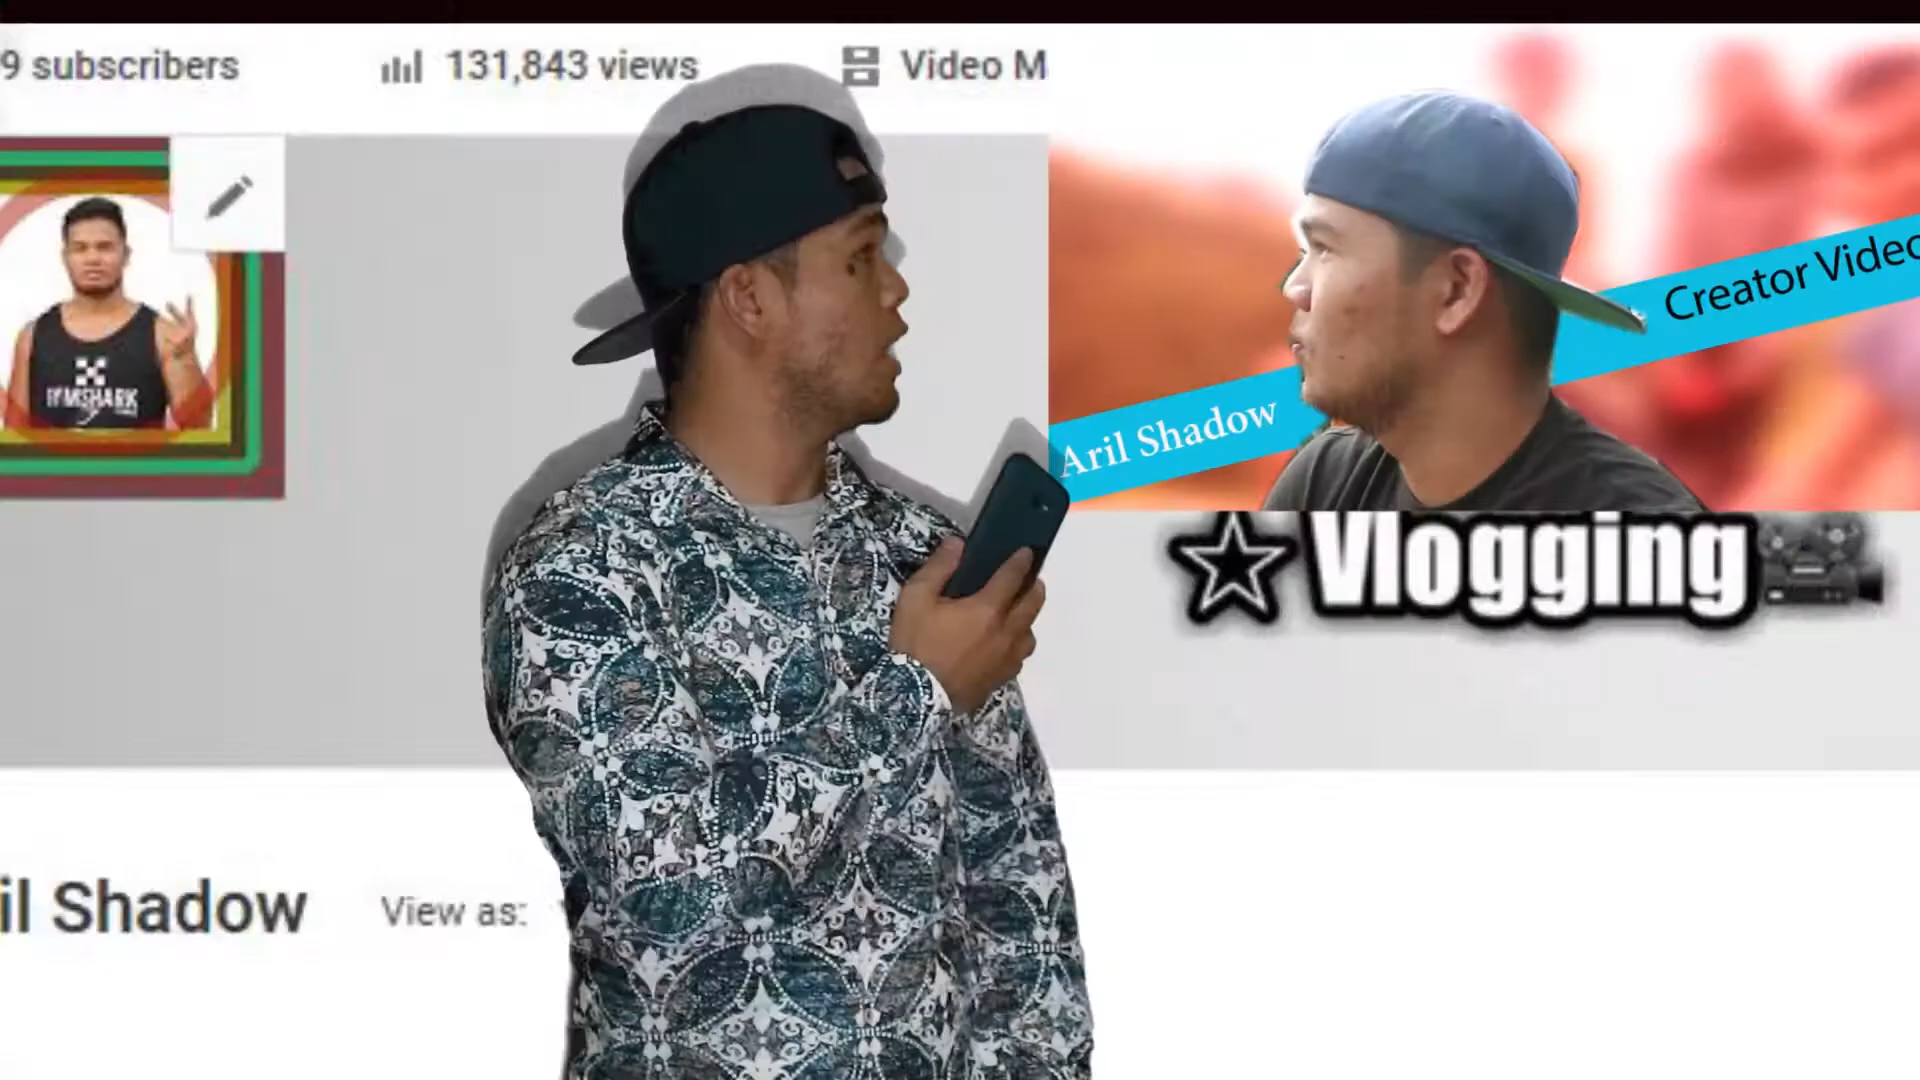 9 subscribers
131,843 views
Video M
Creator Video
Aril Shadow
Vlogging
il Shadow
View as: